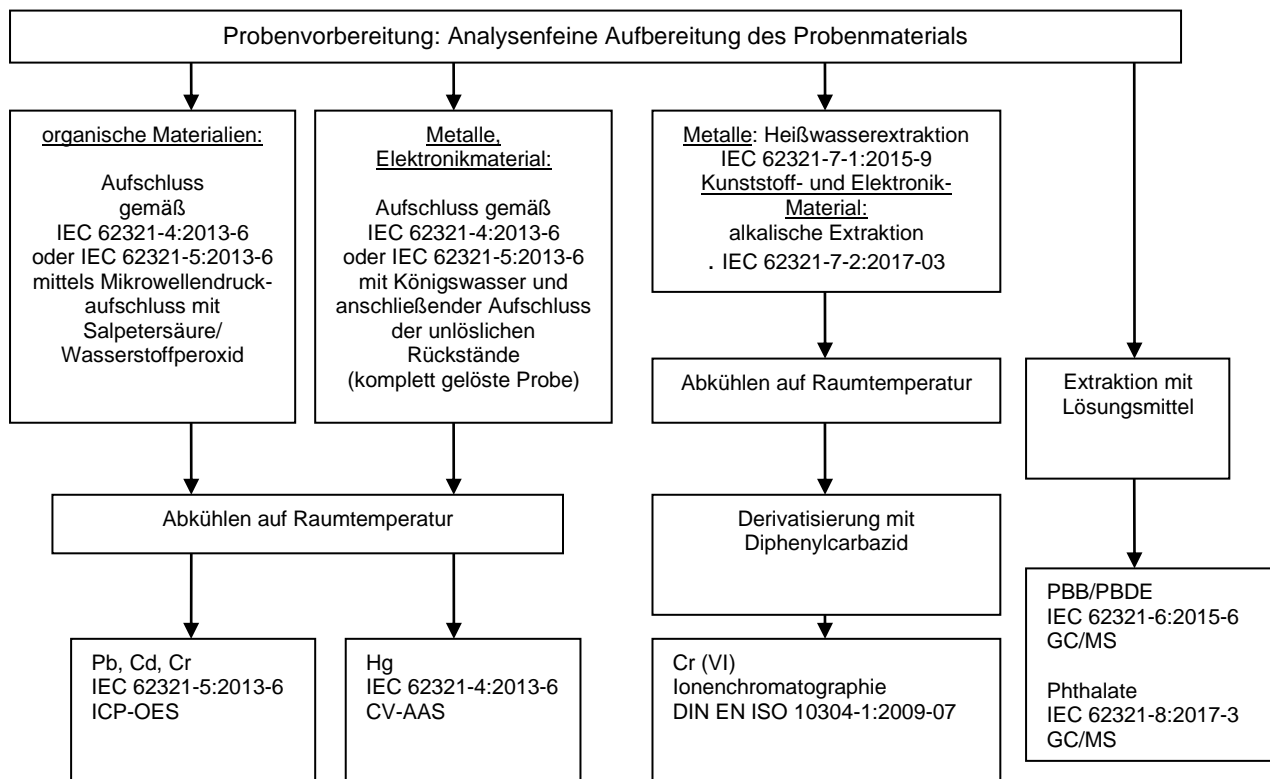 Probenvorbereitung: Analysenfeine Aufbereitung des Probenmaterials
organische Materialien:
Aufschluss
gemäß
IEC 62321-4:2013-6
oder IEC 62321-5:2013-6
mittels Mikrowellendruck-
aufschluss mit
Salpetersäure/
Wasserstoffperoxid
Metalle,
Elektronikmaterial:
Aufschluss gemäß
IEC 62321-4:2013-6
oder IEC 62321-5:2013-6
mit Königswasser und
anschließender Aufschluss
der unlöslichen
Rückstände
(komplett gelöste Probe)
Metalle: Heißwasserextraktion
IEC 62321-7-1:2015-9
Kunststoff- und Elektronik-
Material:
alkalische Extraktion
. IEC 62321-7-2:2017-03
Abkühlen auf Raumtemperatur
Extraktion mit
Lösungsmittel
Abkühlen auf Raumtemperatur
Derivatisierung mit
Diphenylcarbazid
Pb, Cd, Cr
IEC 62321-5:2013-6
ICP-OES
Hg
IEC 62321-4:2013-6
CV-AAS
Cr (VI)
Ionenchromatographie
DIN EN ISO 10304-1:2009-07
PBB/PBDE
IEC 62321-6:2015-6
GC/MS
Phthalate
IEC 62321-8:2017-3
GC/MS